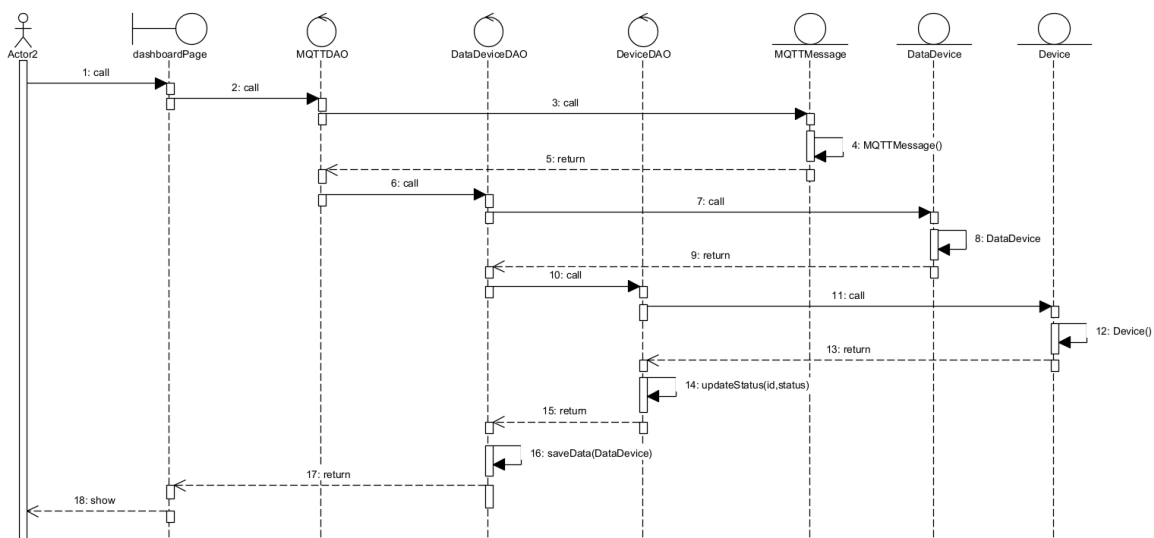 Actor2
dashboardPage
MQTTDAO
DataDeviceDAO
DeviceDAO
MQTTMessage
DataDevice
Device
1: call
2: call
3: call
4: MQTTMessage()
5: return
6: call
7: call
8: DataDevice
9: return
10: call
11: call
12: Device()
13: return
14: updateStatus(id,status)
15: return
16: saveData(DataDevice)
17: return
18: show